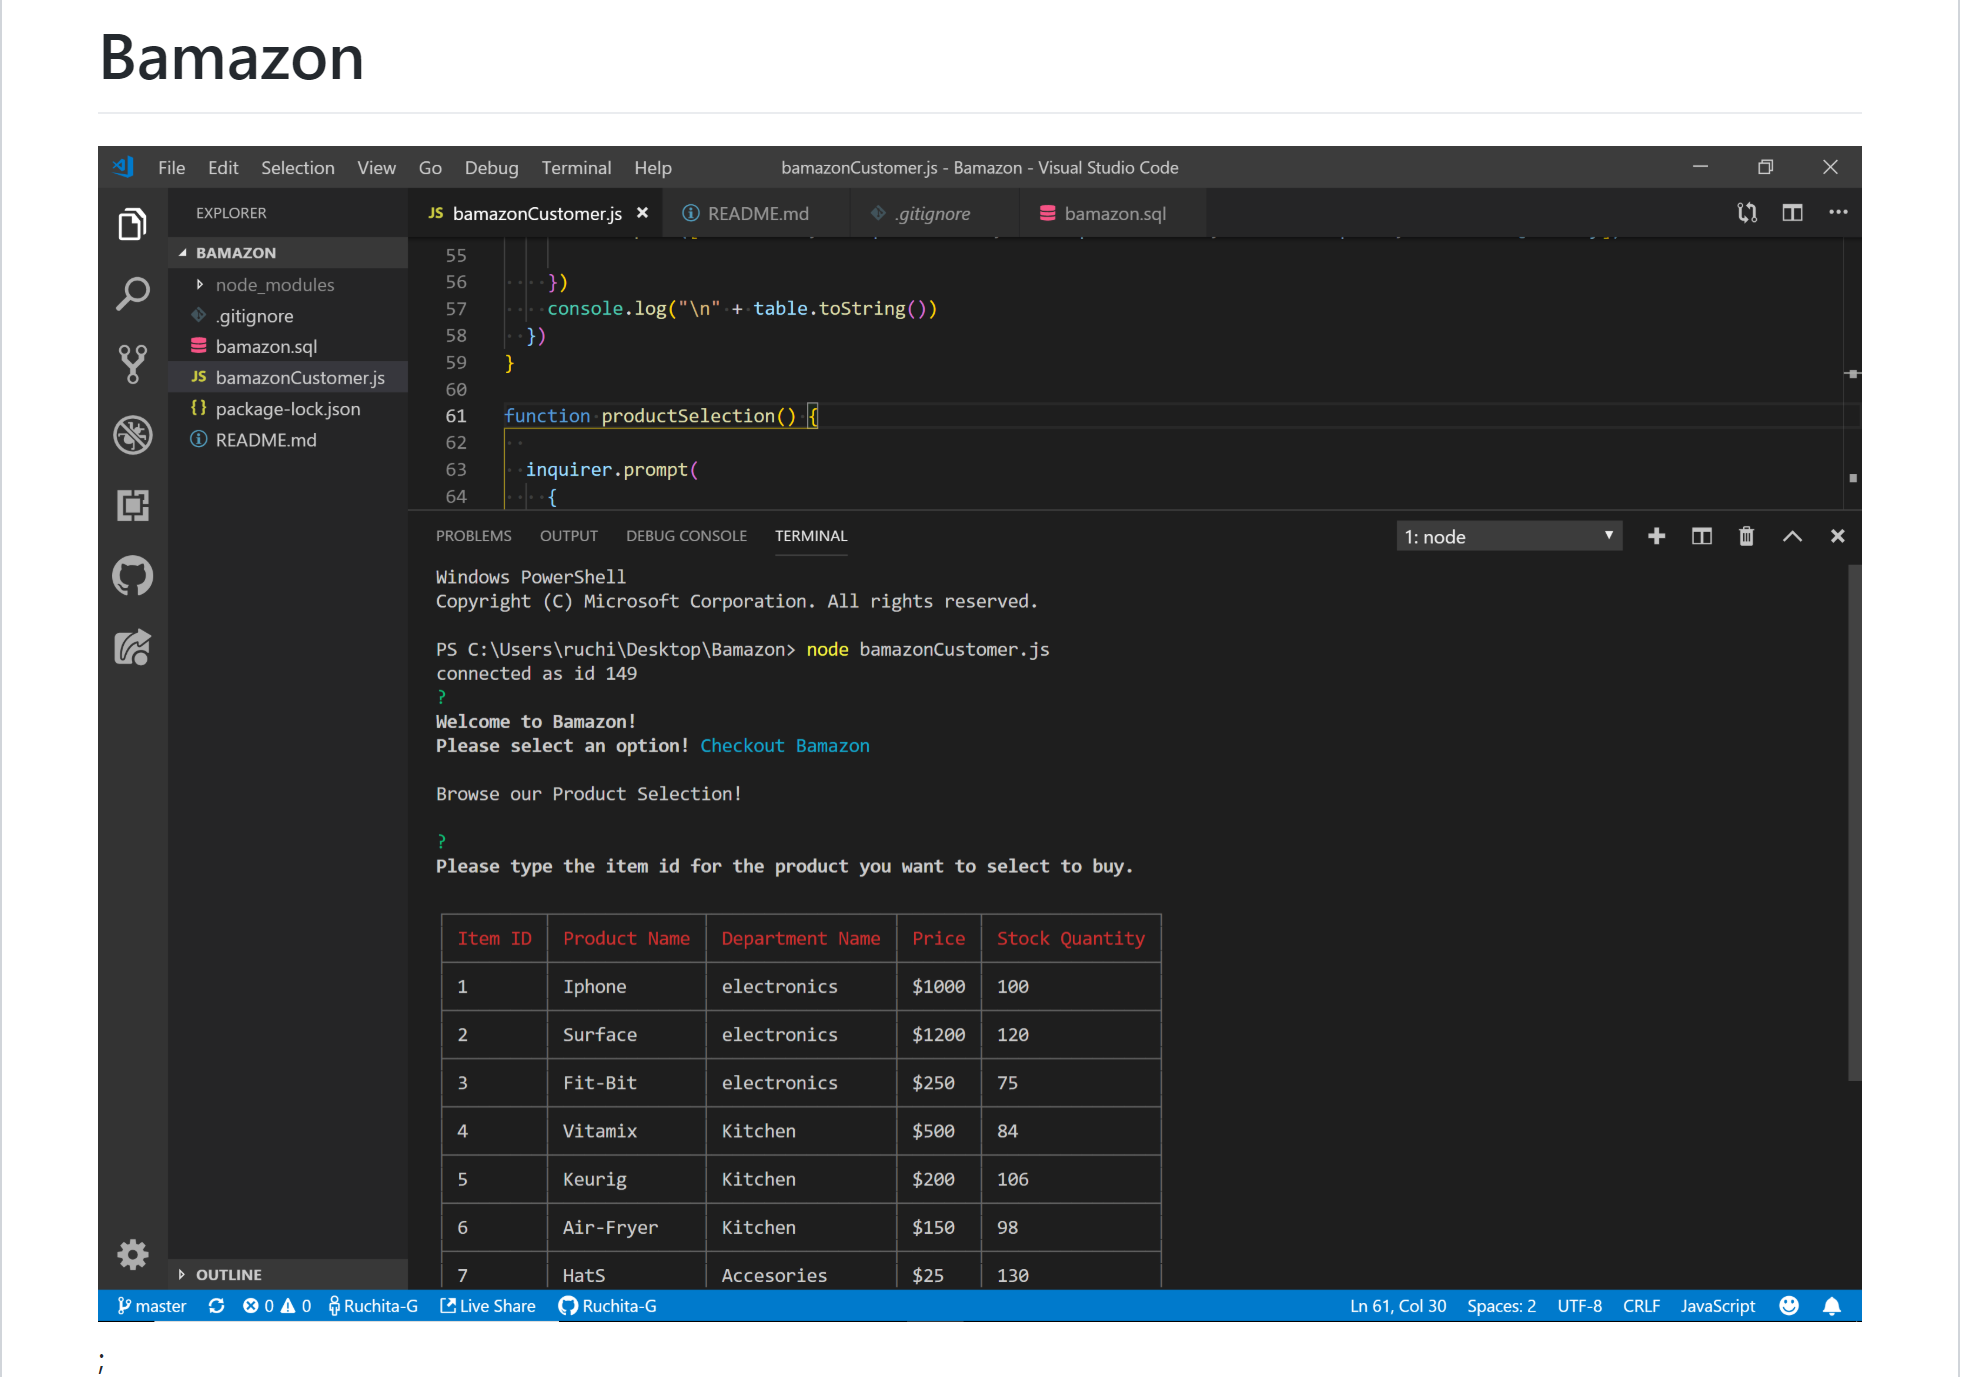 Bamazon
File Edit Selection View Go Debug Terminal Help bamazonCustomer.js - Bamazon - Visual Studio Code
EXPLORER
JS bamazonCustomer.js README.md .gitignore bamazon.sql
BAMAZON
node_modules
.gitignore
bamazon.sql
JS bamazonCustomer.js
{} package-lock.json
README.md
OUTLINE
55
56 })
57 console.log("\n" + table.toString())
58 })
59 }
60
61 function productSelection() {
62
63 inquirer.prompt(
64 {
PROBLEMS OUTPUT DEBUG CONSOLE TERMINAL 1: node
Windows PowerShell
Copyright (C) Microsoft Corporation. All rights reserved.
PS C:\Users\ruchi\Desktop\Bamazon> node bamazonCustomer.js
connected as id 149
?
Welcome to Bamazon!
Please select an option! Checkout Bamazon
Browse our Product Selection!
?
Please type the item id for the product you want to select to buy.
Item ID Product Name Department Name Price Stock Quantity
1 Iphone electronics $1000 100
2 Surface electronics $1200 120
3 Fit-Bit electronics $250 75
4 Vitamix Kitchen $500 84
5 Keurig Kitchen $200 106
6 Air-Fryer Kitchen $150 98
7 HatS Accesories $25 130
master 0 0 Ruchita-G Live Share Ruchita-G Ln 61, Col 30 Spaces: 2 UTF-8 CRLF JavaScript
;